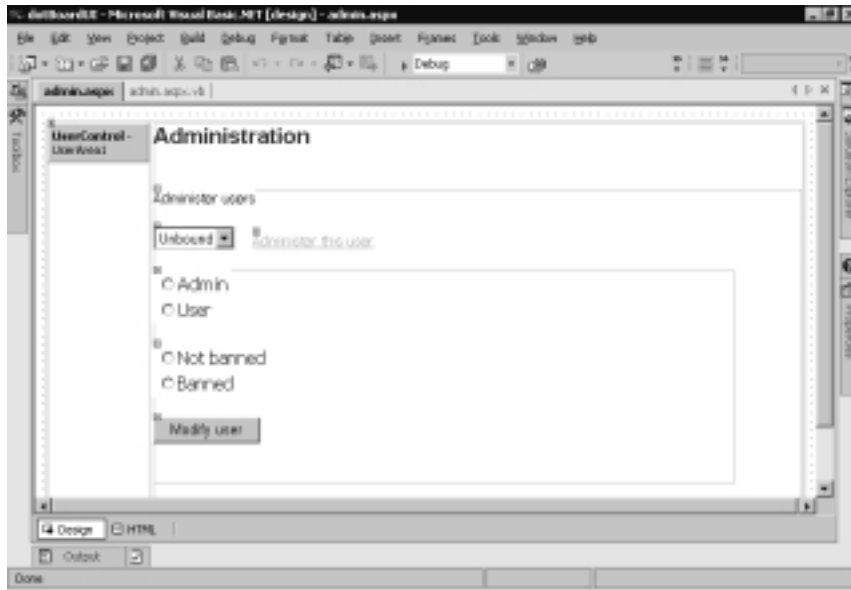 dotBoardUI - Microsoft Visual Basic.NET [design] - admin.aspx
File Edit View Project Build Debug Format Table Insert Frames Tools Window Help
Debug
admin.aspx admin.aspx.vb
Toolbox
UserControl - Administration
UserArea1
Administer users
Unbound Administer this user
Admin
User
Not banned
Banned
Modify user
Design HTML
Output
Done